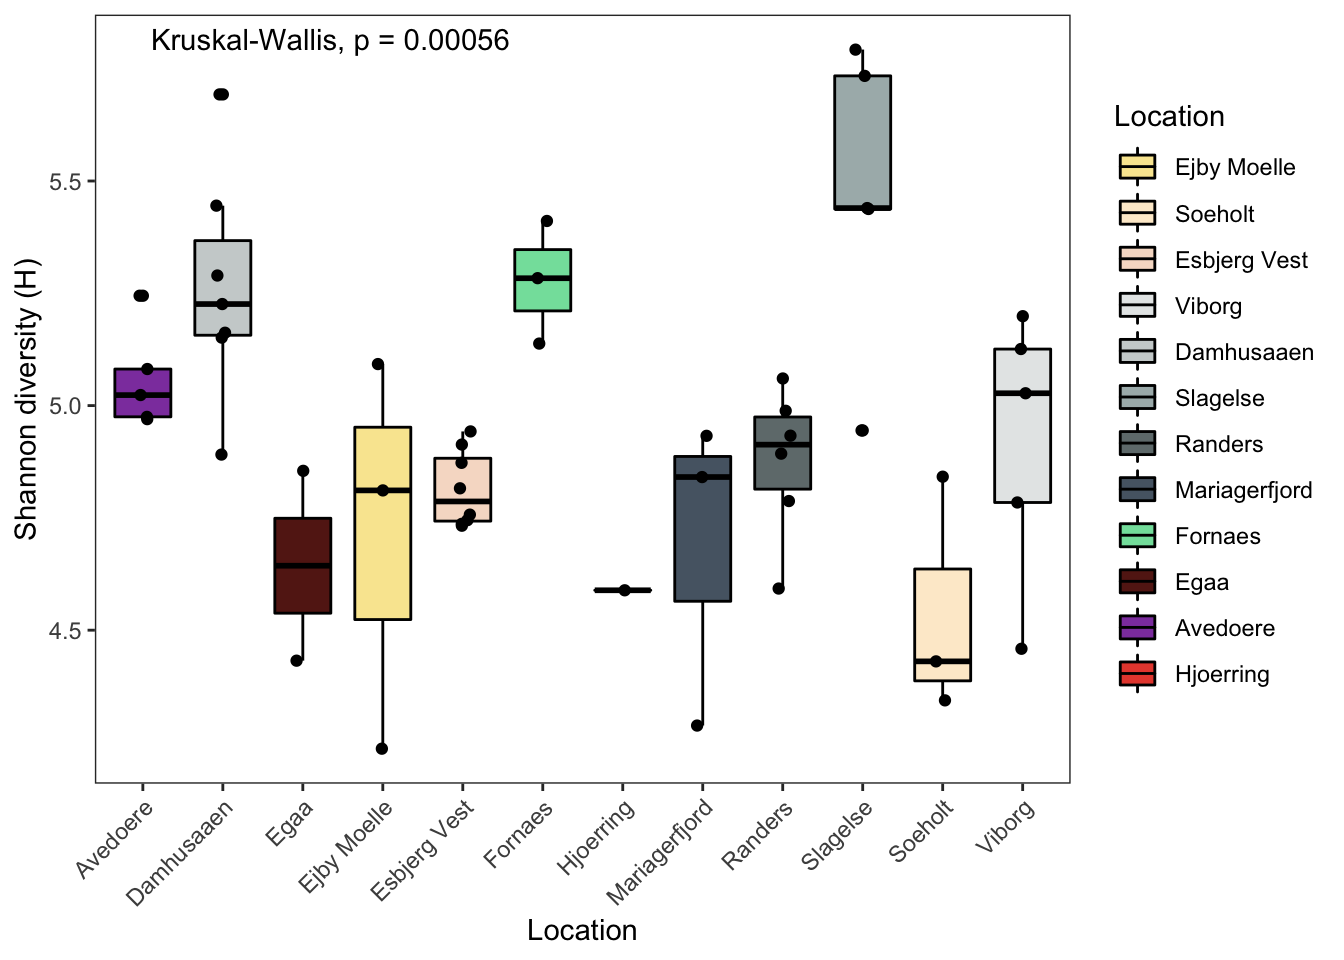 Kruskal-Wallis, p = 0.00056
Shannon diversity (H)
5.5
5.0
4.5
Avedoere
Damhusaaen
Egaa
Ejby Moelle
Esbjerg Vest
Fornaes
Hjoerring
Mariagerfjord
Randers
Slagelse
Soeholt
Viborg
Location
Location
Ejby Moelle
Soeholt
Esbjerg Vest
Viborg
Damhusaaen
Slagelse
Randers
Mariagerfjord
Fornaes
Egaa
Avedoere
Hjoerring